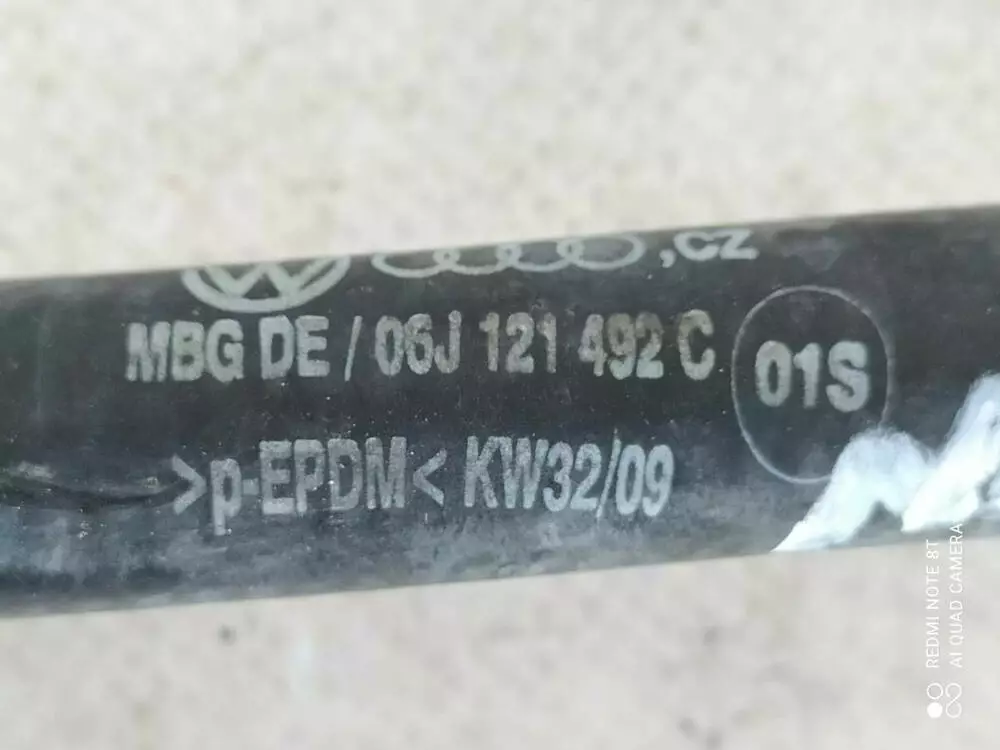 ,CZ
MBG DE / 06J 121 492 C
01S
>p-EPDM< KW32/09
REDMI NOTE 8T
AI QUAD CAMERA